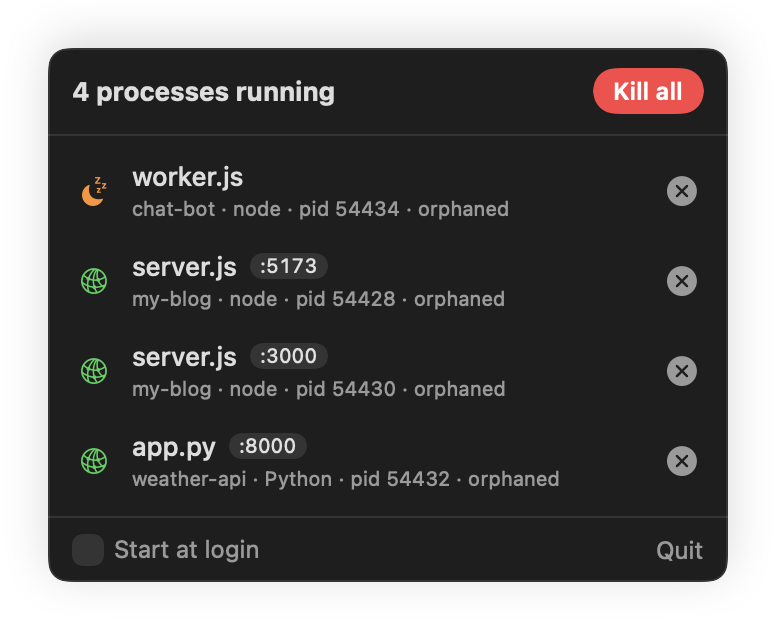 4 processes running
Kill all
worker.js
chat-bot · node · pid 54434 · orphaned
server.js :5173
my-blog · node · pid 54428 · orphaned
server.js :3000
my-blog · node · pid 54430 · orphaned
app.py :8000
weather-api · Python · pid 54432 · orphaned
Start at login
Quit